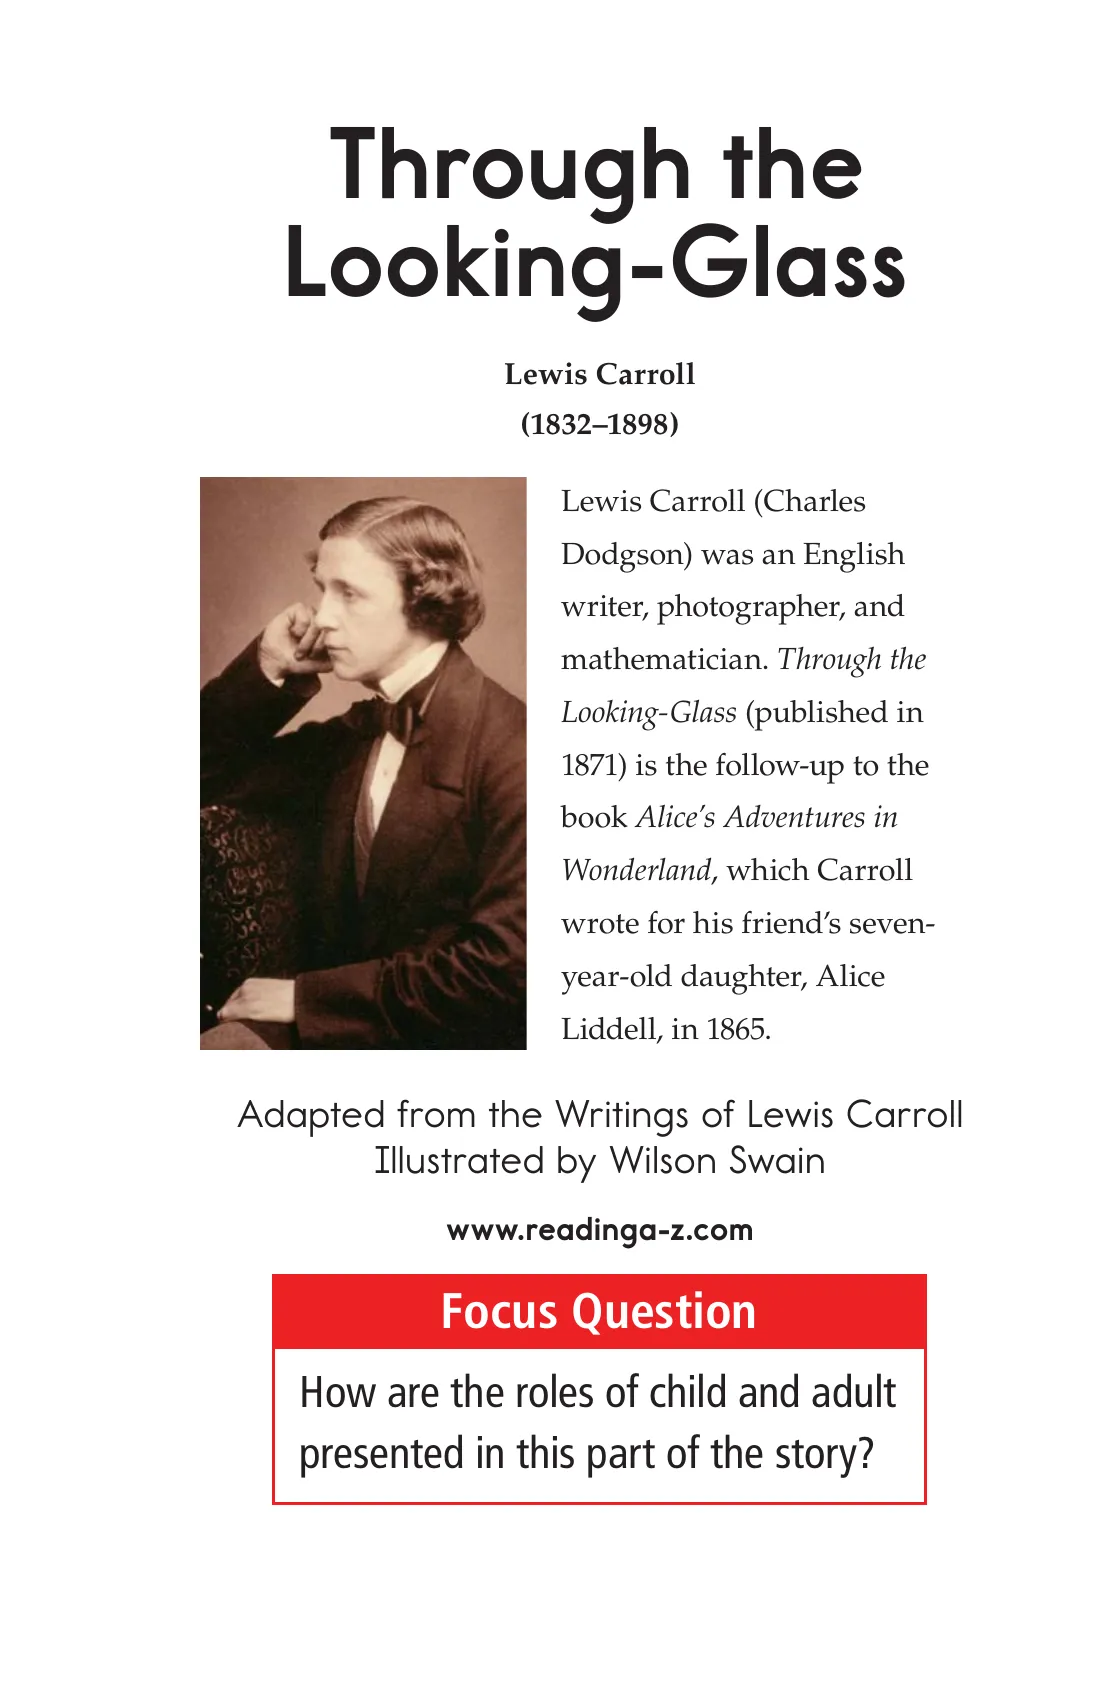 Through the
Looking-Glass
Lewis Carroll
(1832–1898)
Lewis Carroll (Charles
Dodgson) was an English
writer, photographer, and
mathematician. Through the
Looking-Glass (published in
1871) is the follow-up to the
book Alice’s Adventures in
Wonderland, which Carroll
wrote for his friend’s seven-
year-old daughter, Alice
Liddell, in 1865.
Adapted from the Writings of Lewis Carroll
Illustrated by Wilson Swain
www.readinga-z.com
Focus Question
How are the roles of child and adult
presented in this part of the story?